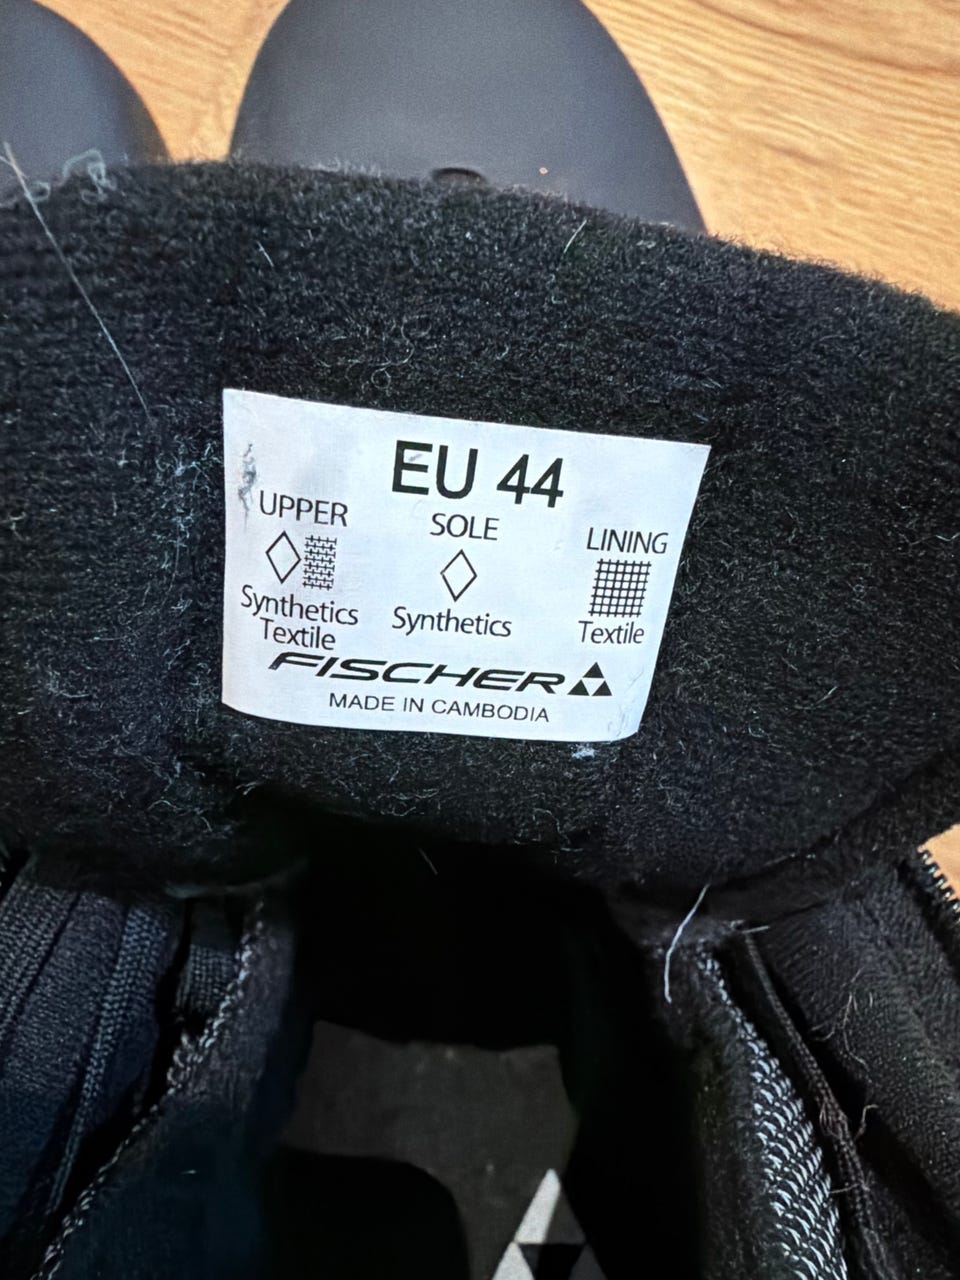 EU 44
UPPER
Synthetics
Textile
SOLE
Synthetics
LINING
Textile
FISCHER
MADE IN CAMBODIA